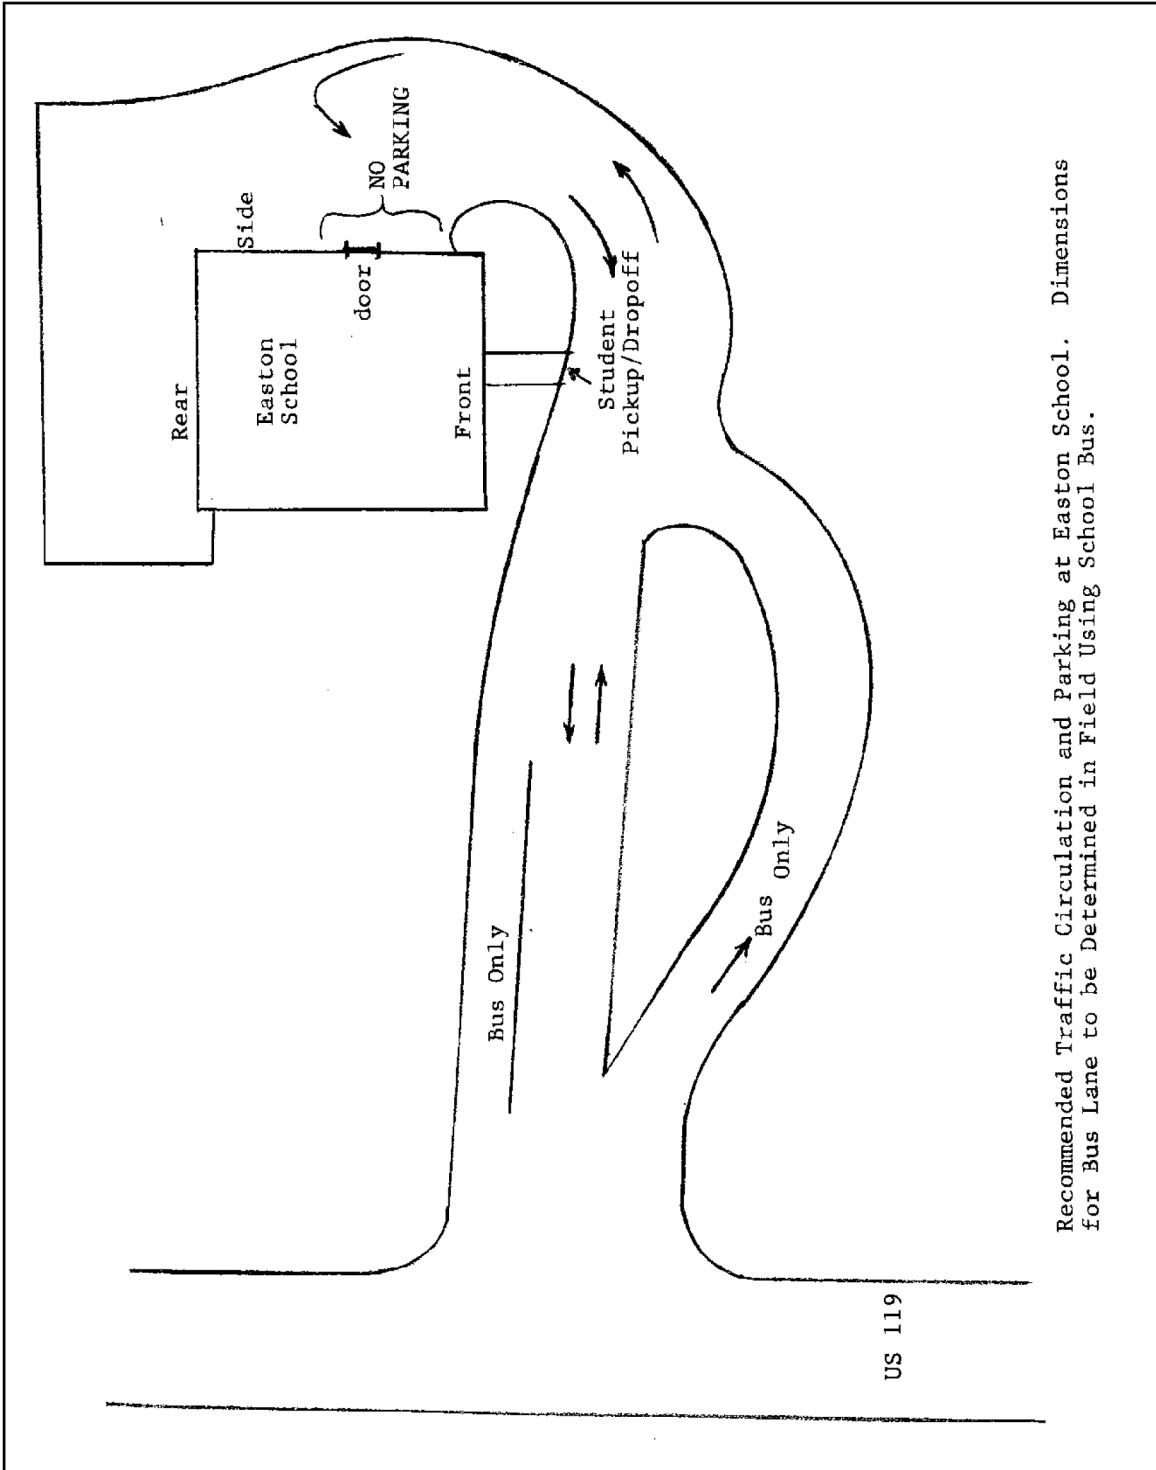 Rear
Side
Easton
School
door
NO
PARKING
Front
Student
Pickup/Dropoff
Bus Only
Bus Only
US 119
Recommended Traffic Circulation and Parking at Easton School. Dimensions
for Bus Lane to be Determined in Field Using School Bus.